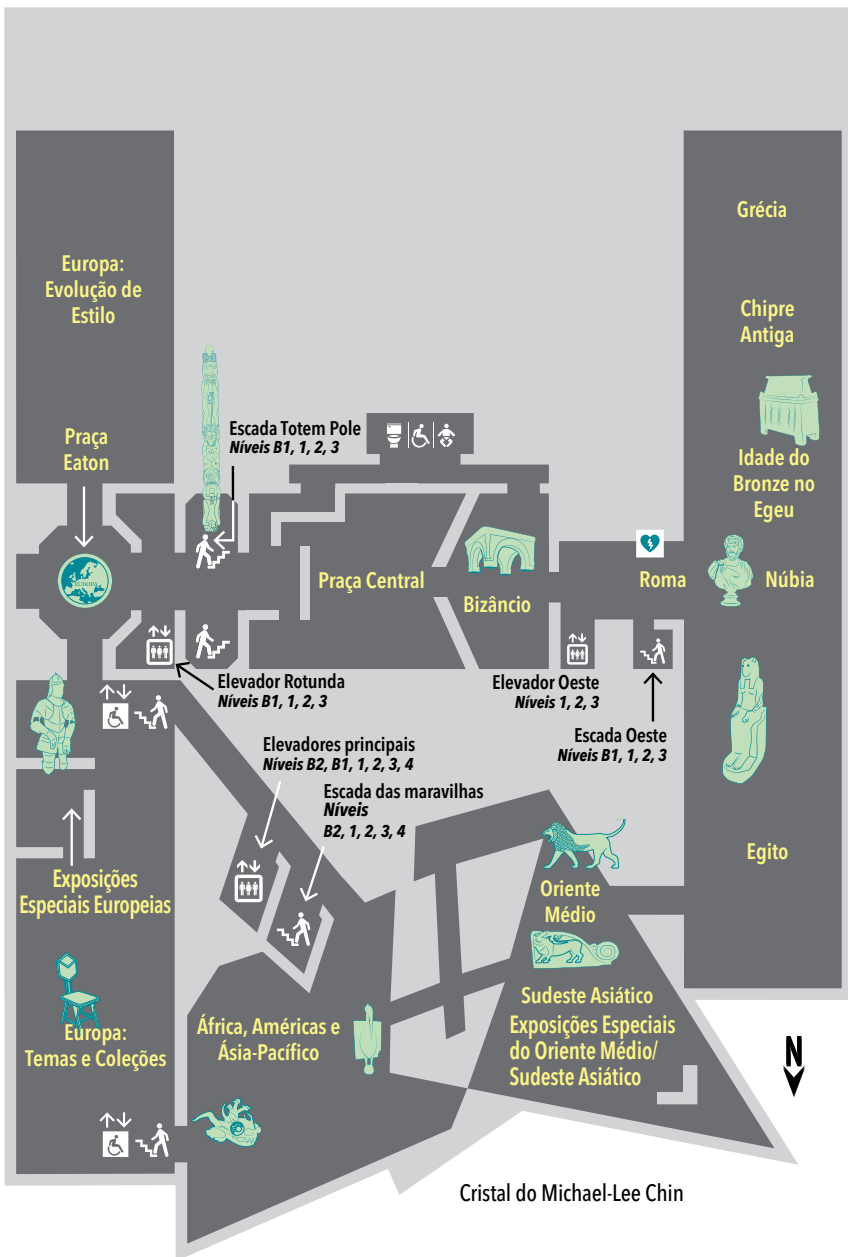 Grécia
Europa:
Evolução de
Estilo
Chipre
Antiga
Escada Totem Pole
Níveis B1, 1, 2, 3
Praça
Eaton
Idade do
Bronze no
Egeu
EUROPA
Praça Central
Bizâncio
Roma
Núbia
Elevador Rotunda
Níveis B1, 1, 2, 3
Elevador Oeste
Níveis 1, 2, 3
Escada Oeste
Níveis B1, 1, 2, 3
Elevadores principais
Níveis B2, B1, 1, 2, 3, 4
Escada das maravilhas
Níveis
B2, 1, 2, 3, 4
Egito
Exposições
Especiais Europeias
Oriente
Médio
Sudeste Asiático
Exposições Especiais
do Oriente Médio/
Sudeste Asiático
África, Américas e
Ásia-Pacífico
Europa:
Temas e Coleções
N
Cristal do Michael-Lee Chin